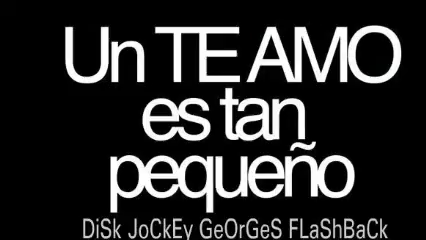 Un TE AMO
es tan
pequeño
DiSk JoCkEy GeOrGeS FLaShBaCk